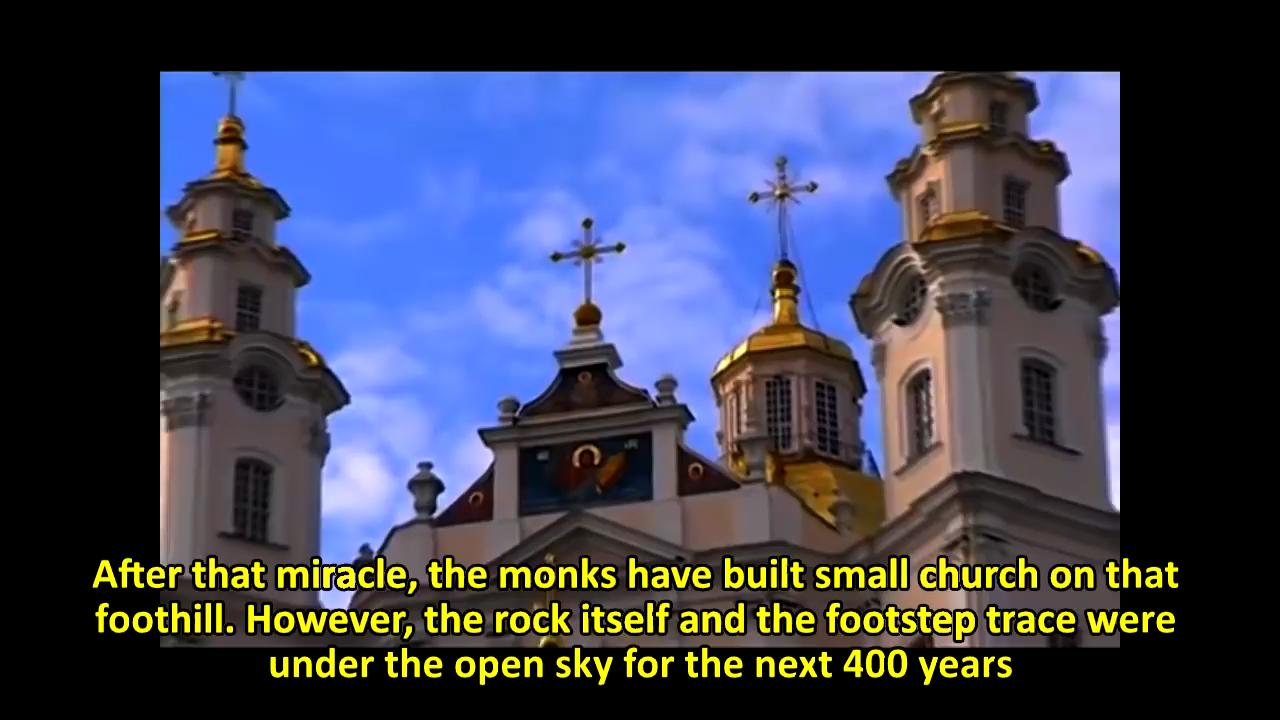 After that miracle, the monks have built small church on that
foothill. However, the rock itself and the footstep trace were
under the open sky for the next 400 years